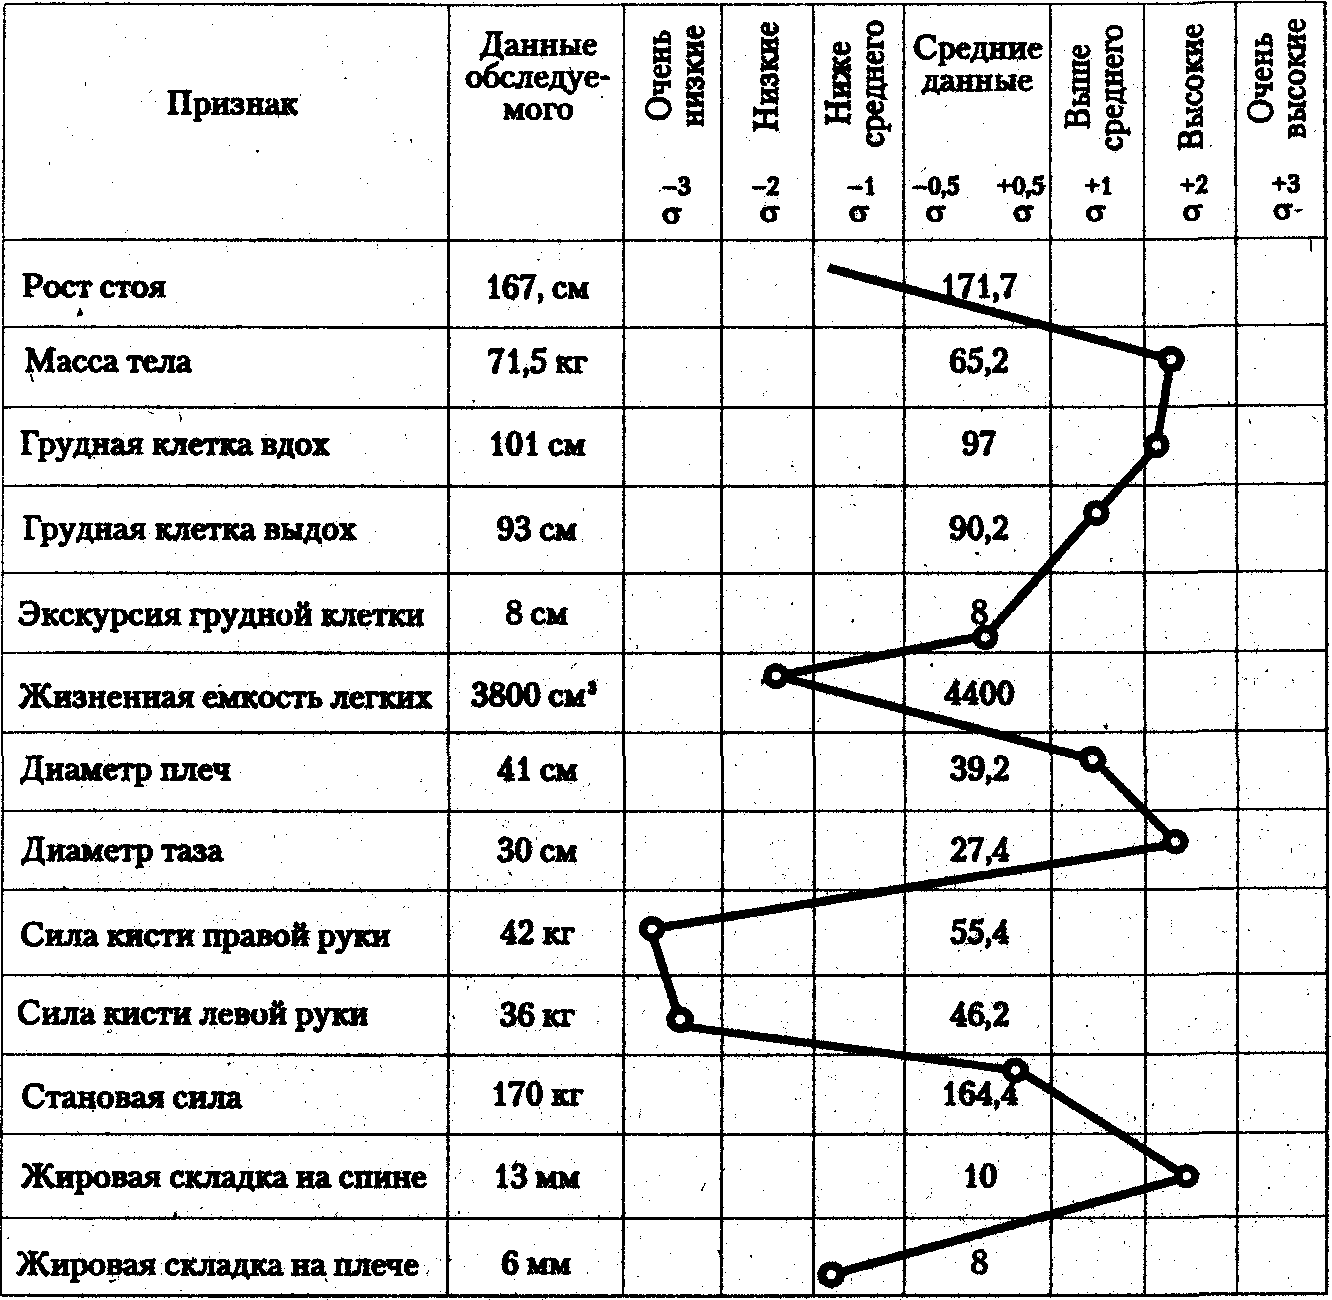 Признак
Данные
обследуе-
мого
Очень
низкие
Низкие
Ниже
среднего
Средние
данные
Выше
среднего
Высокие
Очень
высокие
−3 −2 −1 −0,5 +0,5 +1 +2 +3
σ σ σ σ σ σ σ σ
Рост стоя 167, см 171,7
Масса тела 71,5 кг 65,2
Грудная клетка вдох 101 см 97
Грудная клетка выдох 93 см 90,2
Экскурсия грудной клетки 8 см 8
Жизненная емкость легких 3800 см³ 4400
Диаметр плеч 41 см 39,2
Диаметр таза 30 см 27,4
Сила кисти правой руки 42 кг 55,4
Сила кисти левой руки 36 кг 46,2
Становая сила 170 кг 164,4
Жировая складка на спине 13 мм 10
Жировая складка на плече 6 мм 8